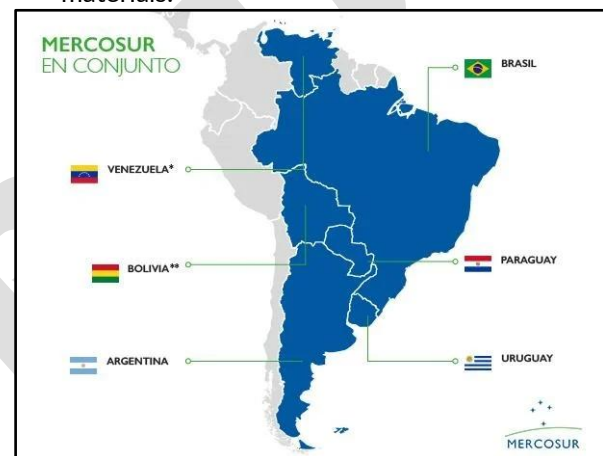 materials.
MERCOSUR
EN CONJUNTO
BRASIL
VENEZUELA*
BOLIVIA**
PARAGUAY
ARGENTINA
URUGUAY
MERCOSUR